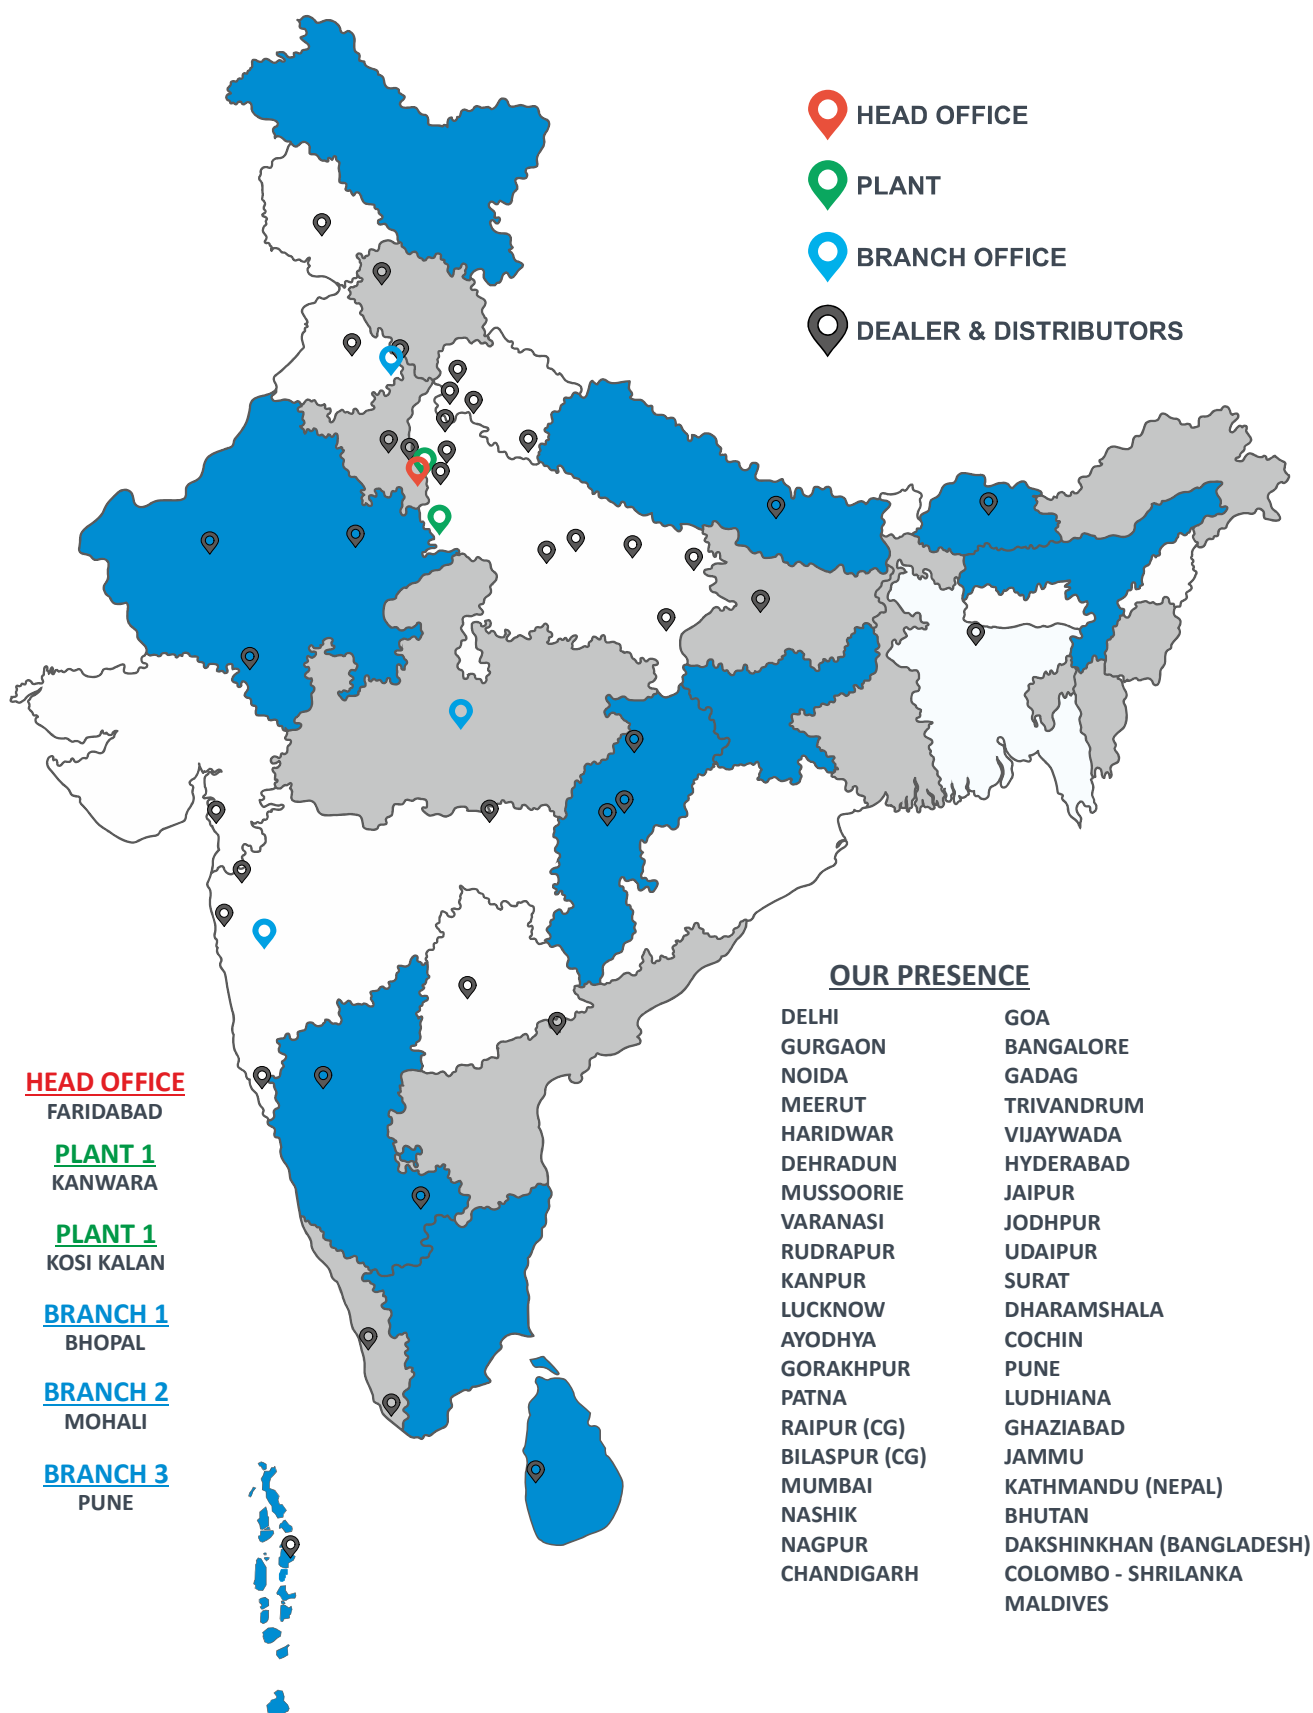 HEAD OFFICE
PLANT
BRANCH OFFICE
DEALER & DISTRIBUTORS
HEAD OFFICE
FARIDABAD
PLANT 1
KANWARA
PLANT 1
KOSI KALAN
BRANCH 1
BHOPAL
BRANCH 2
MOHALI
BRANCH 3
PUNE
OUR PRESENCE
DELHI
GURGAON
NOIDA
MEERUT
HARIDWAR
DEHRADUN
MUSSOORIE
VARANASI
RUDRAPUR
KANPUR
LUCKNOW
AYODHYA
GORAKHPUR
PATNA
RAIPUR (CG)
BILASPUR (CG)
MUMBAI
NASHIK
NAGPUR
CHANDIGARH
GOA
BANGALORE
GADAG
TRIVANDRUM
VIJAYWADA
HYDERABAD
JAIPUR
JODHPUR
UDAIPUR
SURAT
DHARAMSHALA
COCHIN
PUNE
LUDHIANA
GHAZIABAD
JAMMU
KATHMANDU (NEPAL)
BHUTAN
DAKSHINKHAN (BANGLADESH)
COLOMBO - SHRILANKA
MALDIVES